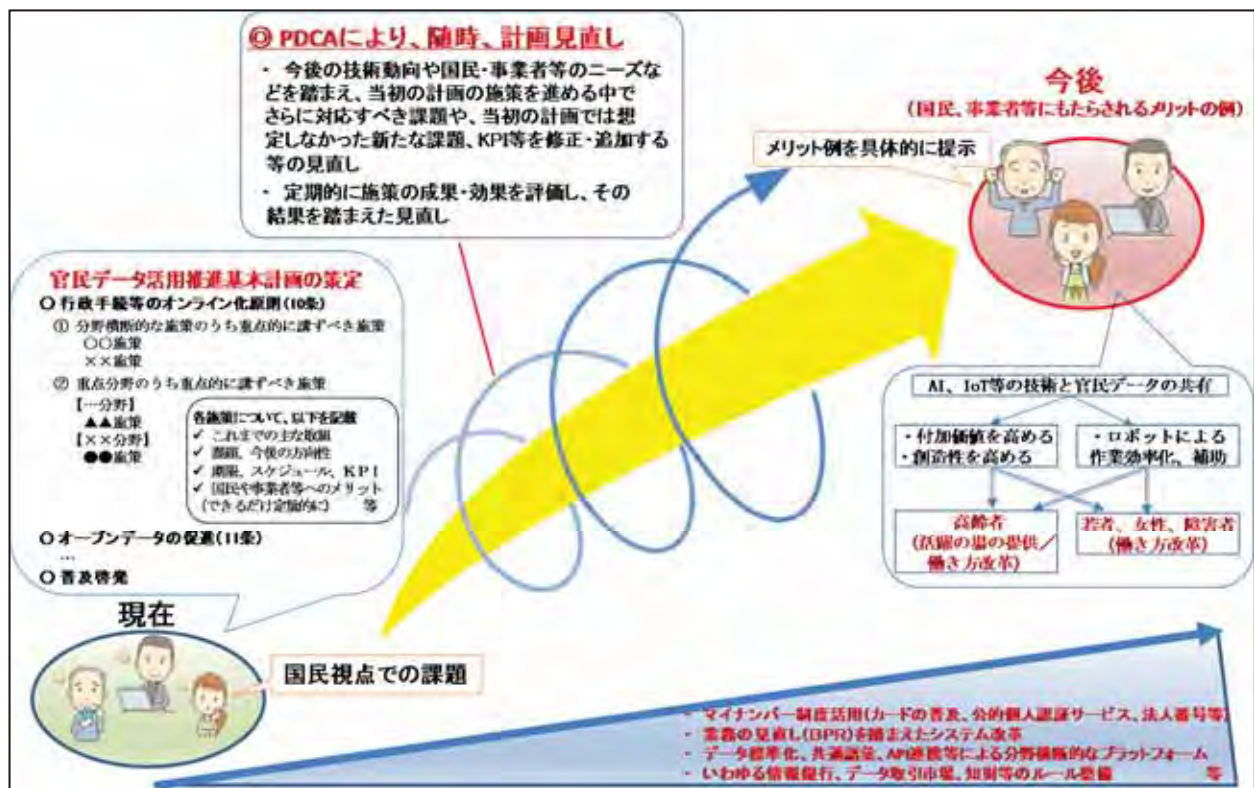 ◎ PDCAにより、随時、計画見直し
・ 今後の技術動向や国民・事業者等のニーズな
どを踏まえ、当初の計画の施策を進める中で
さらに対応すべき課題や、当初の計画では想
定しなかった新たな課題、KPI等を修正・追加する
等の見直し
・ 定期的に施策の成果・効果を評価し、その
結果を踏まえた見直し
今後
(国民、事業者等にもたらされるメリットの例)
メリット例を具体的に提示
官民データ活用推進基本計画の策定
○ 行政手続等のオンライン化原則(10条)
① 分野横断的な施策のうち重点的に講ずべき施策
○○施策
××施策
② 重点分野のうち重点的に講ずべき施策
【…分野】
▲▲施策
【××分野】
●●施策
各施策について、以下を記載
✓ これまでの主な取組
✓ 課題、今後の方向性
✓ 期限、スケジュール、KPI
✓ 国民や事業者等へのメリット
(できるだけ定量的に) 等
○ オープンデータの促進(11条)
…
○ 普及啓発
AI、IoT等の技術と官民データの共有
・付加価値を高める
・創造性を高める
・ロボットによる
作業効率化、補助
高齢者
(活躍の場の提供/
働き方改革)
若者、女性、障害者
(働き方改革)
現在
国民視点での課題
・ マイナンバー制度活用(カードの普及、公的個人認証サービス、法人番号等)
・ 業務の見直し(BPR)を踏まえたシステム改革
・ データ標準化、共通語彙、API連携等による分野横断的なプラットフォーム
・ いわゆる情報銀行、データ取引市場、知財等のルール整備 等